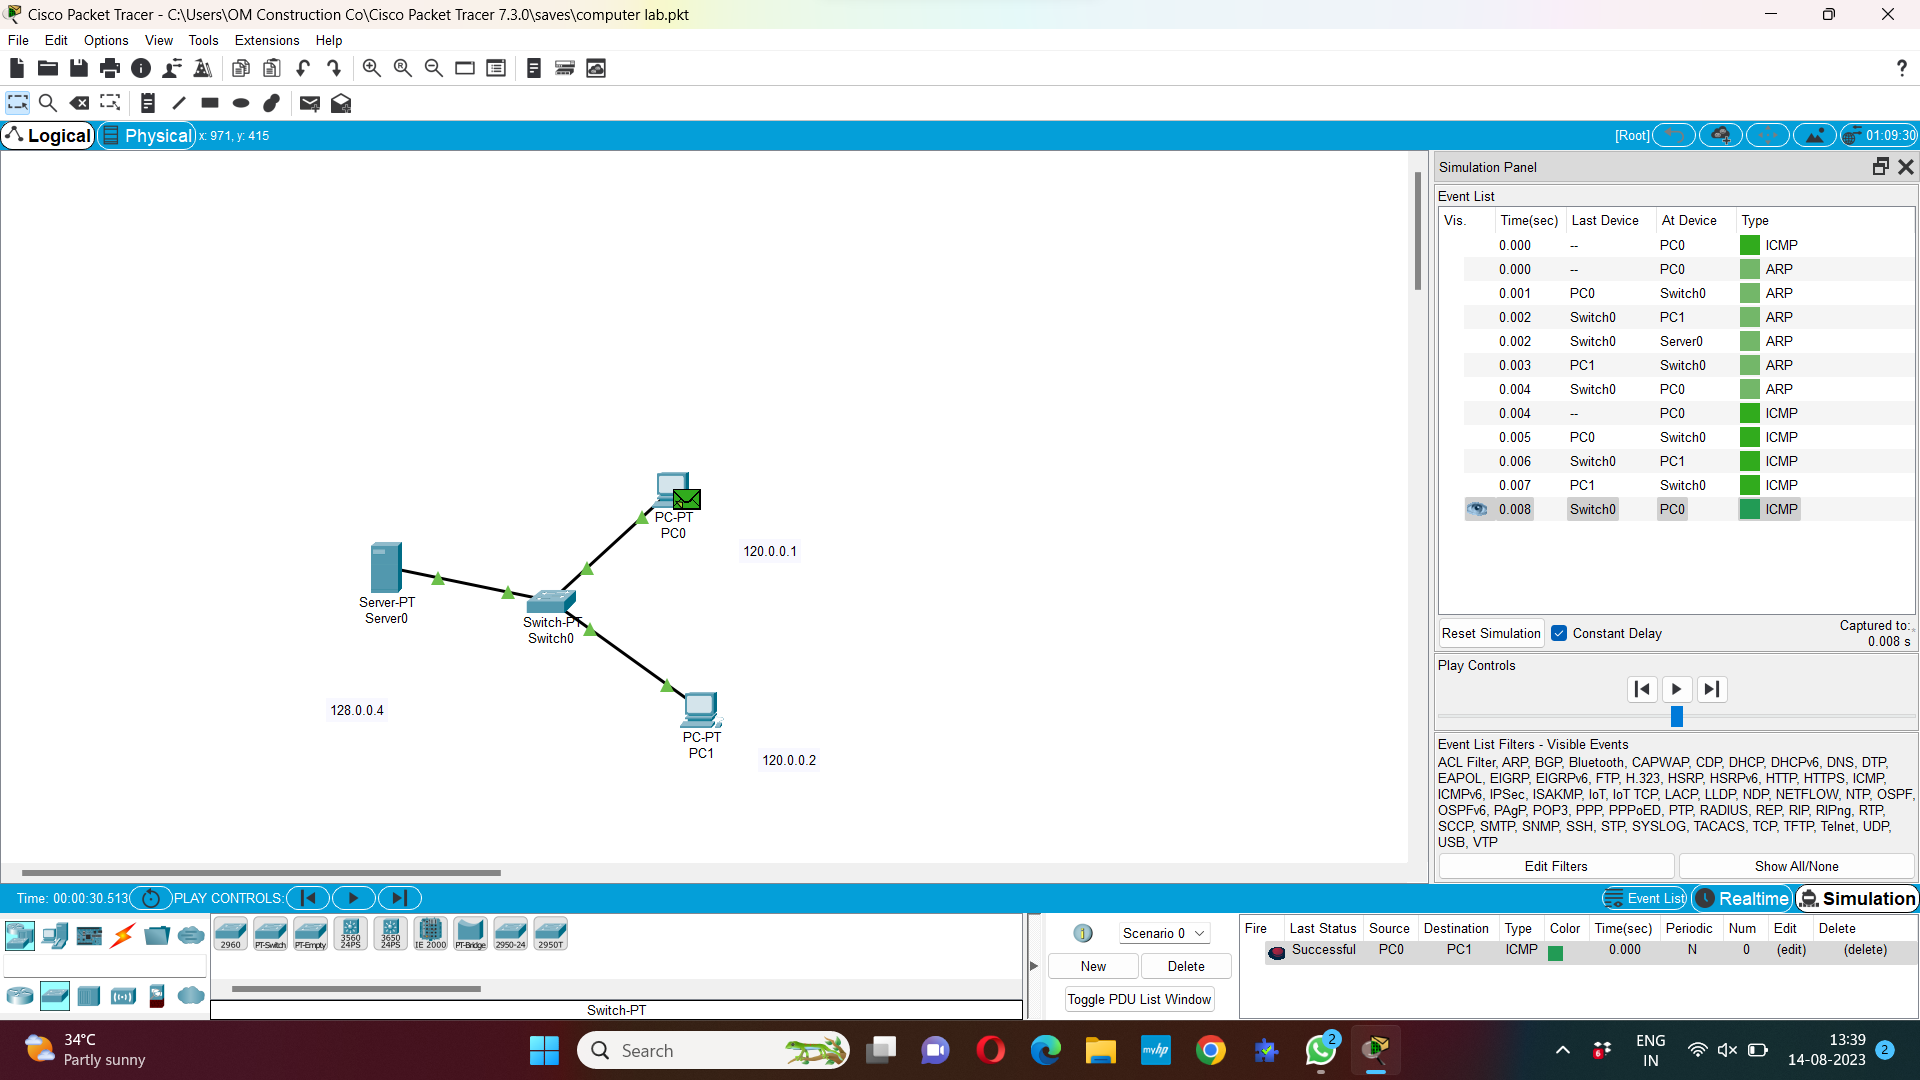 Cisco Packet Tracer - C:\Users\OM Construction Co\Cisco Packet Tracer 7.3.0\saves\computer lab.pkt
File Edit Options View Tools Extensions Help
?
Logical Physical x: 971, y: 415 [Root] 01:09:30
Simulation Panel
Event List
Vis. Time(sec) Last Device At Device Type
0.000 -- PC0 ICMP
0.000 -- PC0 ARP
0.001 PC0 Switch0 ARP
0.002 Switch0 PC1 ARP
0.002 Switch0 Server0 ARP
0.003 PC1 Switch0 ARP
0.004 Switch0 PC0 ARP
0.004 -- PC0 ICMP
0.005 PC0 Switch0 ICMP
0.006 Switch0 PC1 ICMP
0.007 PC1 Switch0 ICMP
0.008 Switch0 PC0 ICMP
PC-PT
PC0
120.0.0.1
Server-PT
Server0
Switch-PT
Switch0
128.0.0.4
PC-PT
PC1
120.0.0.2
Reset Simulation Constant Delay Captured to:
0.008 s
Play Controls
Event List Filters - Visible Events
ACL Filter, ARP, BGP, Bluetooth, CAPWAP, CDP, DHCP, DHCPv6, DNS, DTP,
EAPOL, EIGRP, EIGRPv6, FTP, H.323, HSRP, HSRPv6, HTTP, HTTPS, ICMP,
ICMPv6, IPSec, ISAKMP, IoT, IoT TCP, LACP, LLDP, NDP, NETFLOW, NTP, OSPF,
OSPFv6, PAgP, POP3, PPP, PPPoED, PTP, RADIUS, REP, RIP, RIPng, RTP,
SCCP, SMTP, SNMP, SSH, STP, SYSLOG, TACACS, TCP, TFTP, Telnet, UDP,
USB, VTP
Edit Filters Show All/None
Time: 00:00:30.513 PLAY CONTROLS: Event List Realtime Simulation
2960 PT-Switch PT-Empty 3560 24PS 3650 24PS IE 2000 PT-Bridge 2950-24 2950T
Switch-PT
1 Scenario 0
New Delete
Toggle PDU List Window
Fire Last Status Source Destination Type Color Time(sec) Periodic Num Edit Delete
Successful PC0 PC1 ICMP 0.000 N 0 (edit) (delete)
34°C
Partly sunny
Search
myhp
2
6
ENG
IN
13:39
14-08-2023
2